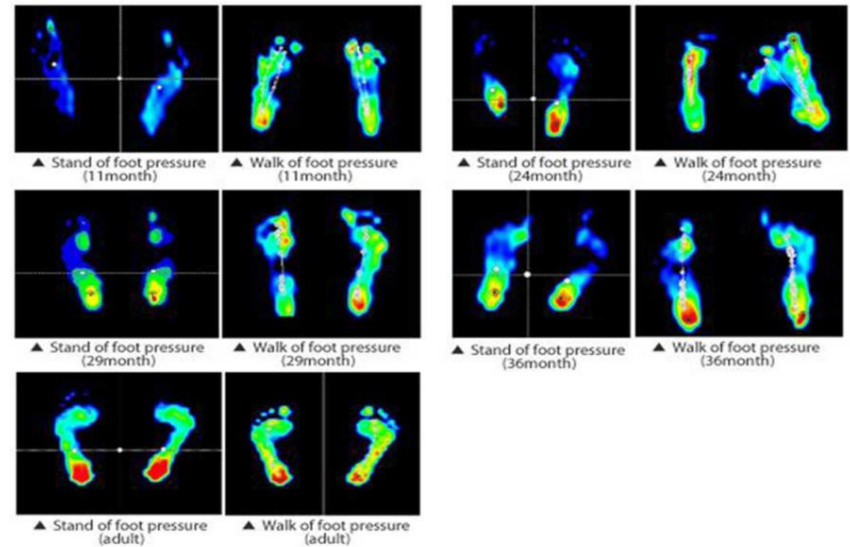 ▲ Stand of foot pressure
(11month)
▲ Walk of foot pressure
(11month)
▲ Stand of foot pressure
(24month)
▲ Walk of foot pressure
(24month)
▲ Stand of foot pressure
(29month)
▲ Walk of foot pressure
(29month)
▲ Stand of foot pressure
(36month)
▲ Walk of foot pressure
(36month)
▲ Stand of foot pressure
(adult)
▲ Walk of foot pressure
(adult)